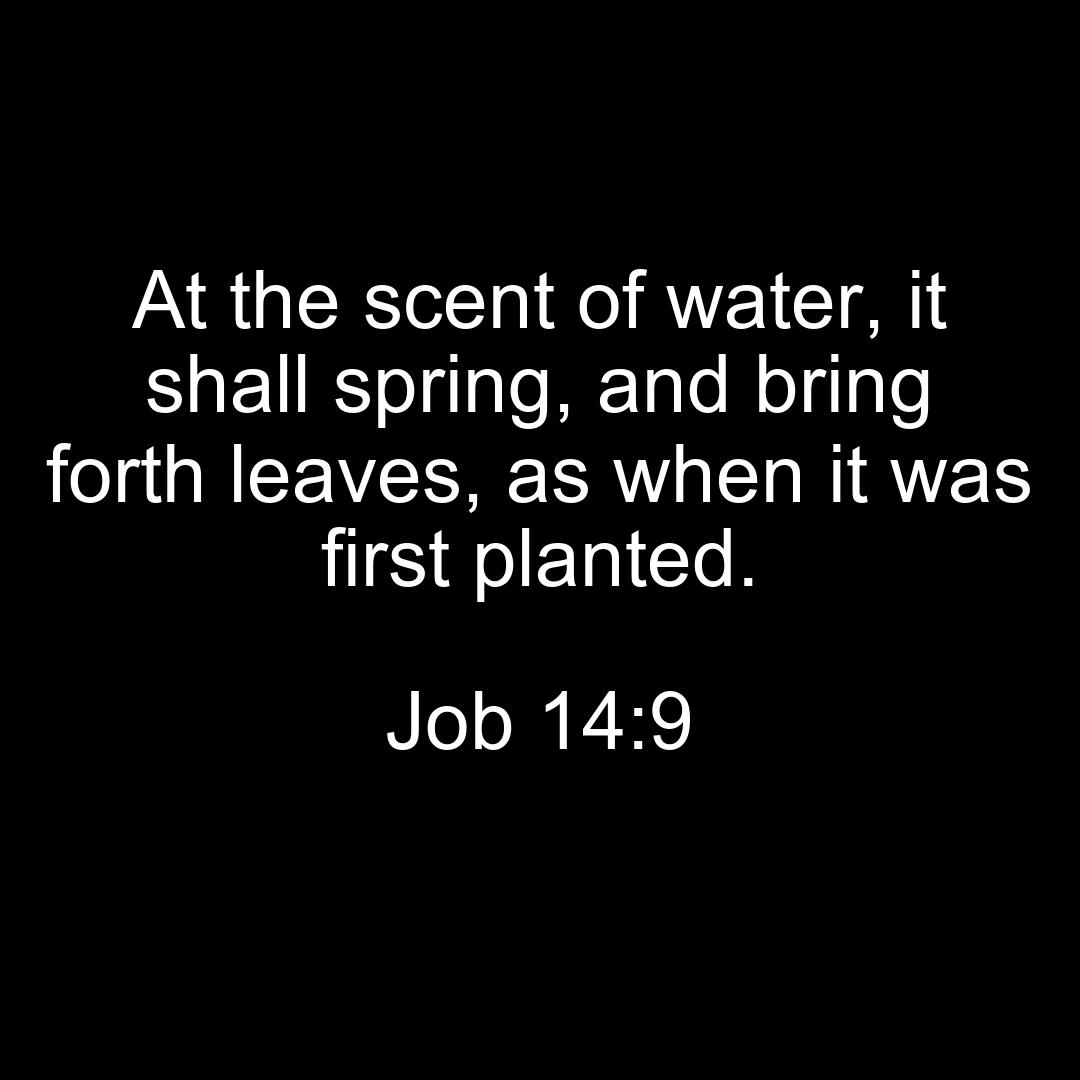 At the scent of water, it
shall spring, and bring
forth leaves, as when it was
first planted.
Job 14:9